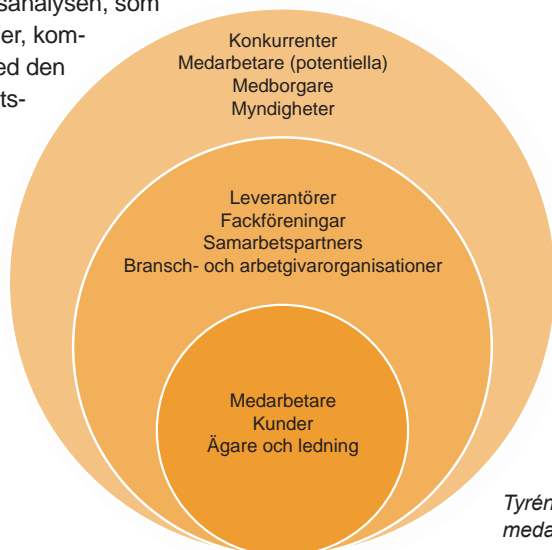 sanalysen, som
er, kom-
ed den
ts-
Konkurrenter
Medarbetare (potentiella)
Medborgare
Myndigheter
Leverantörer
Fackföreningar
Samarbetspartners
Bransch- och arbetgivarorganisationer
Medarbetare
Kunder
Ägare och ledning
Tyrén
meda